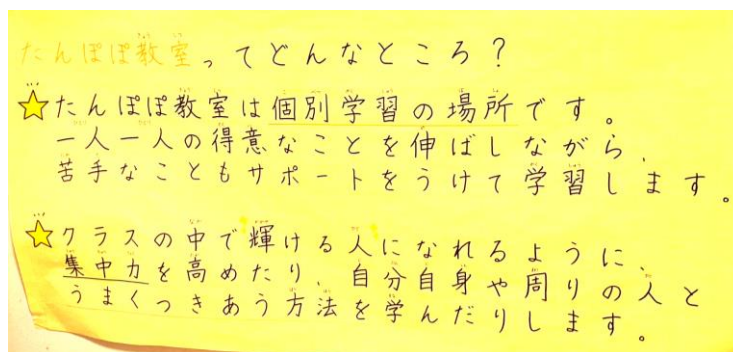 たんぽぽ教室ってどんなところ？
☆たんぽぽ教室は個別学習の場所です。
一人一人の得意なことを伸ばしながら、
苦手なこともサポートをうけて学習します。
☆クラスの中で輝ける人になれるように、
集中力を高めたり、自分自身や周りの人と
うまくつきあう方法を学んだりします。